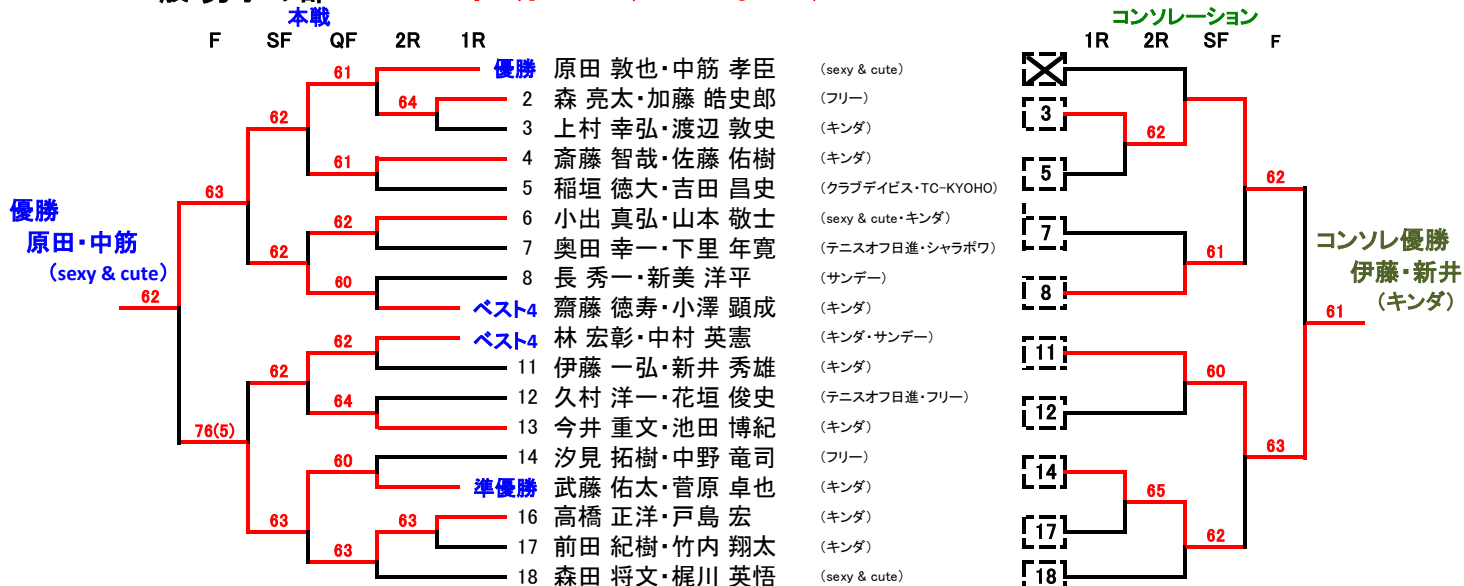 本戦 コンソレーション
F SF QF 2R 1R 1R 2R SF F
優勝 原田 敦也・中筋 孝臣 (sexy & cute)
61
2 森 亮太・加藤 皓史郎 (フリー)
64
3 3
62 上村 幸弘・渡辺 敦史 (キンダ) 62
4 斎藤 智哉・佐藤 佑樹 (キンダ)
61
5 稲垣 徳大・吉田 昌史 (クラブデイビス・TC-KYOHO) 5
63 62
優勝
6 小出 真弘・山本 敬士 (sexy & cute・キンダ)
62
原田・中筋
7 奥田 幸一・下里 年寛 (テニスオフ日進・シャラポワ) 7
コンソレ優勝
62 61
(sexy & cute)
伊藤・新井
8 長 秀一・新美 洋平 (サンデー)
60 8
62
(キンダ)
ベスト4 齋藤 徳寿・小澤 顕成 (キンダ)
61
ベスト4 林 宏彰・中村 英憲 (キンダ・サンデー)
62 11
11 伊藤 一弘・新井 秀雄 (キンダ)
62 60
12 久村 洋一・花垣 俊史 (テニスオフ日進・フリー)
64 12
13 今井 重文・池田 博紀 (キンダ)
76(5) 63
14 汐見 拓樹・中野 竜司 (フリー)
60 14
準優勝 武藤 佑太・菅原 卓也 (キンダ)
65
16 高橋 正洋・戸島 宏 (キンダ)
63 63 17
62
17 前田 紀樹・竹内 翔太 (キンダ)
63
18 森田 将文・梶川 英悟 (sexy & cute) 18